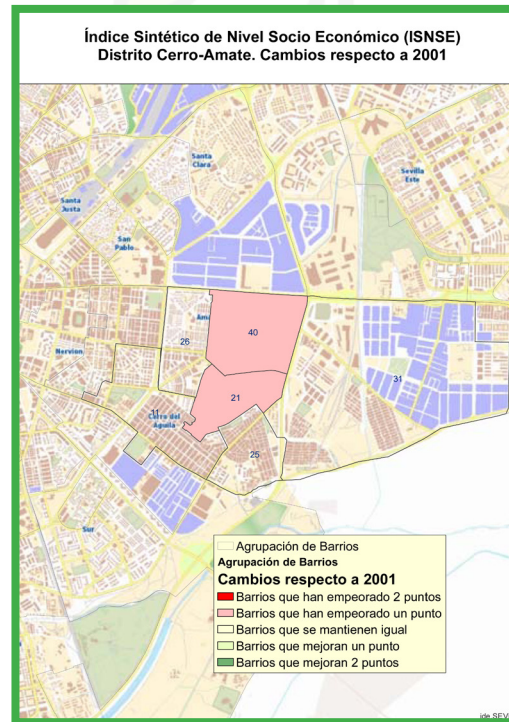 Índice Sintético de Nivel Socio Económico (ISNSE)
Distrito Cerro-Amate. Cambios respecto a 2001
Santa
Clara
Sevilla
Este
Santa
Justa
San
Pablo
Ama
40
26
Nervion
31
21
11
Cerro del
Aguila
25
Sur
Agrupación de Barrios
Agrupación de Barrios
Cambios respecto a 2001
Barrios que han empeorado 2 puntos
Barrios que han empeorado un punto
Barrios que se mantienen igual
Barrios que mejoran un punto
Barrios que mejoran 2 puntos
ide.SEV